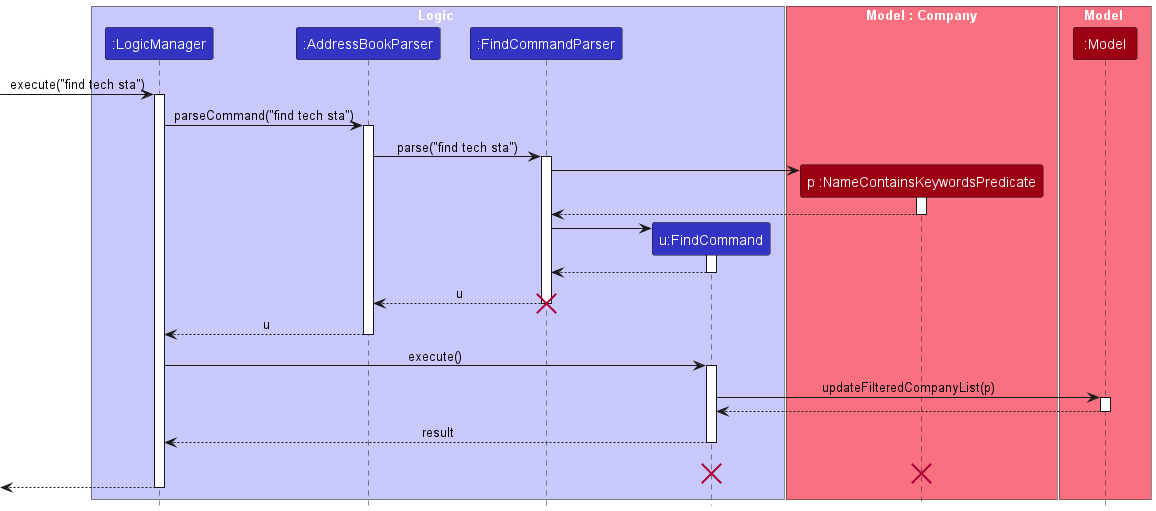 Logic
Model : Company
Model
:LogicManager
:AddressBookParser
:FindCommandParser
:Model
execute("find tech sta")
parseCommand("find tech sta")
parse("find tech sta")
p :NameContainsKeywordsPredicate
u:FindCommand
u
u
execute()
updateFilteredCompanyList(p)
result